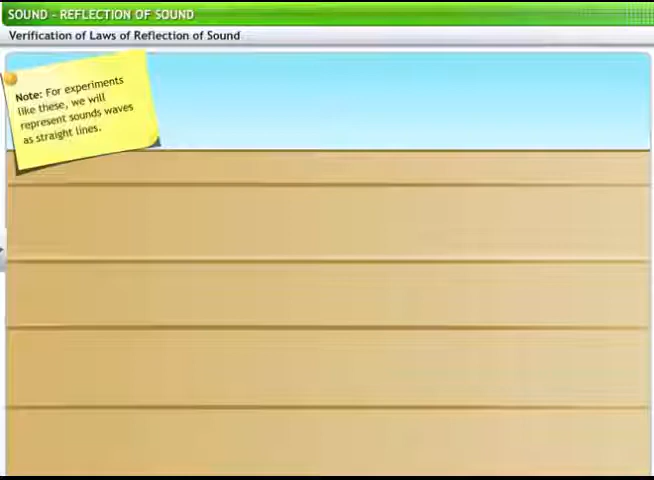 SOUND - REFLECTION OF SOUND
Verification of Laws of Reflection of Sound
Note: For experiments
like these, we will
represent sounds waves
as straight lines.